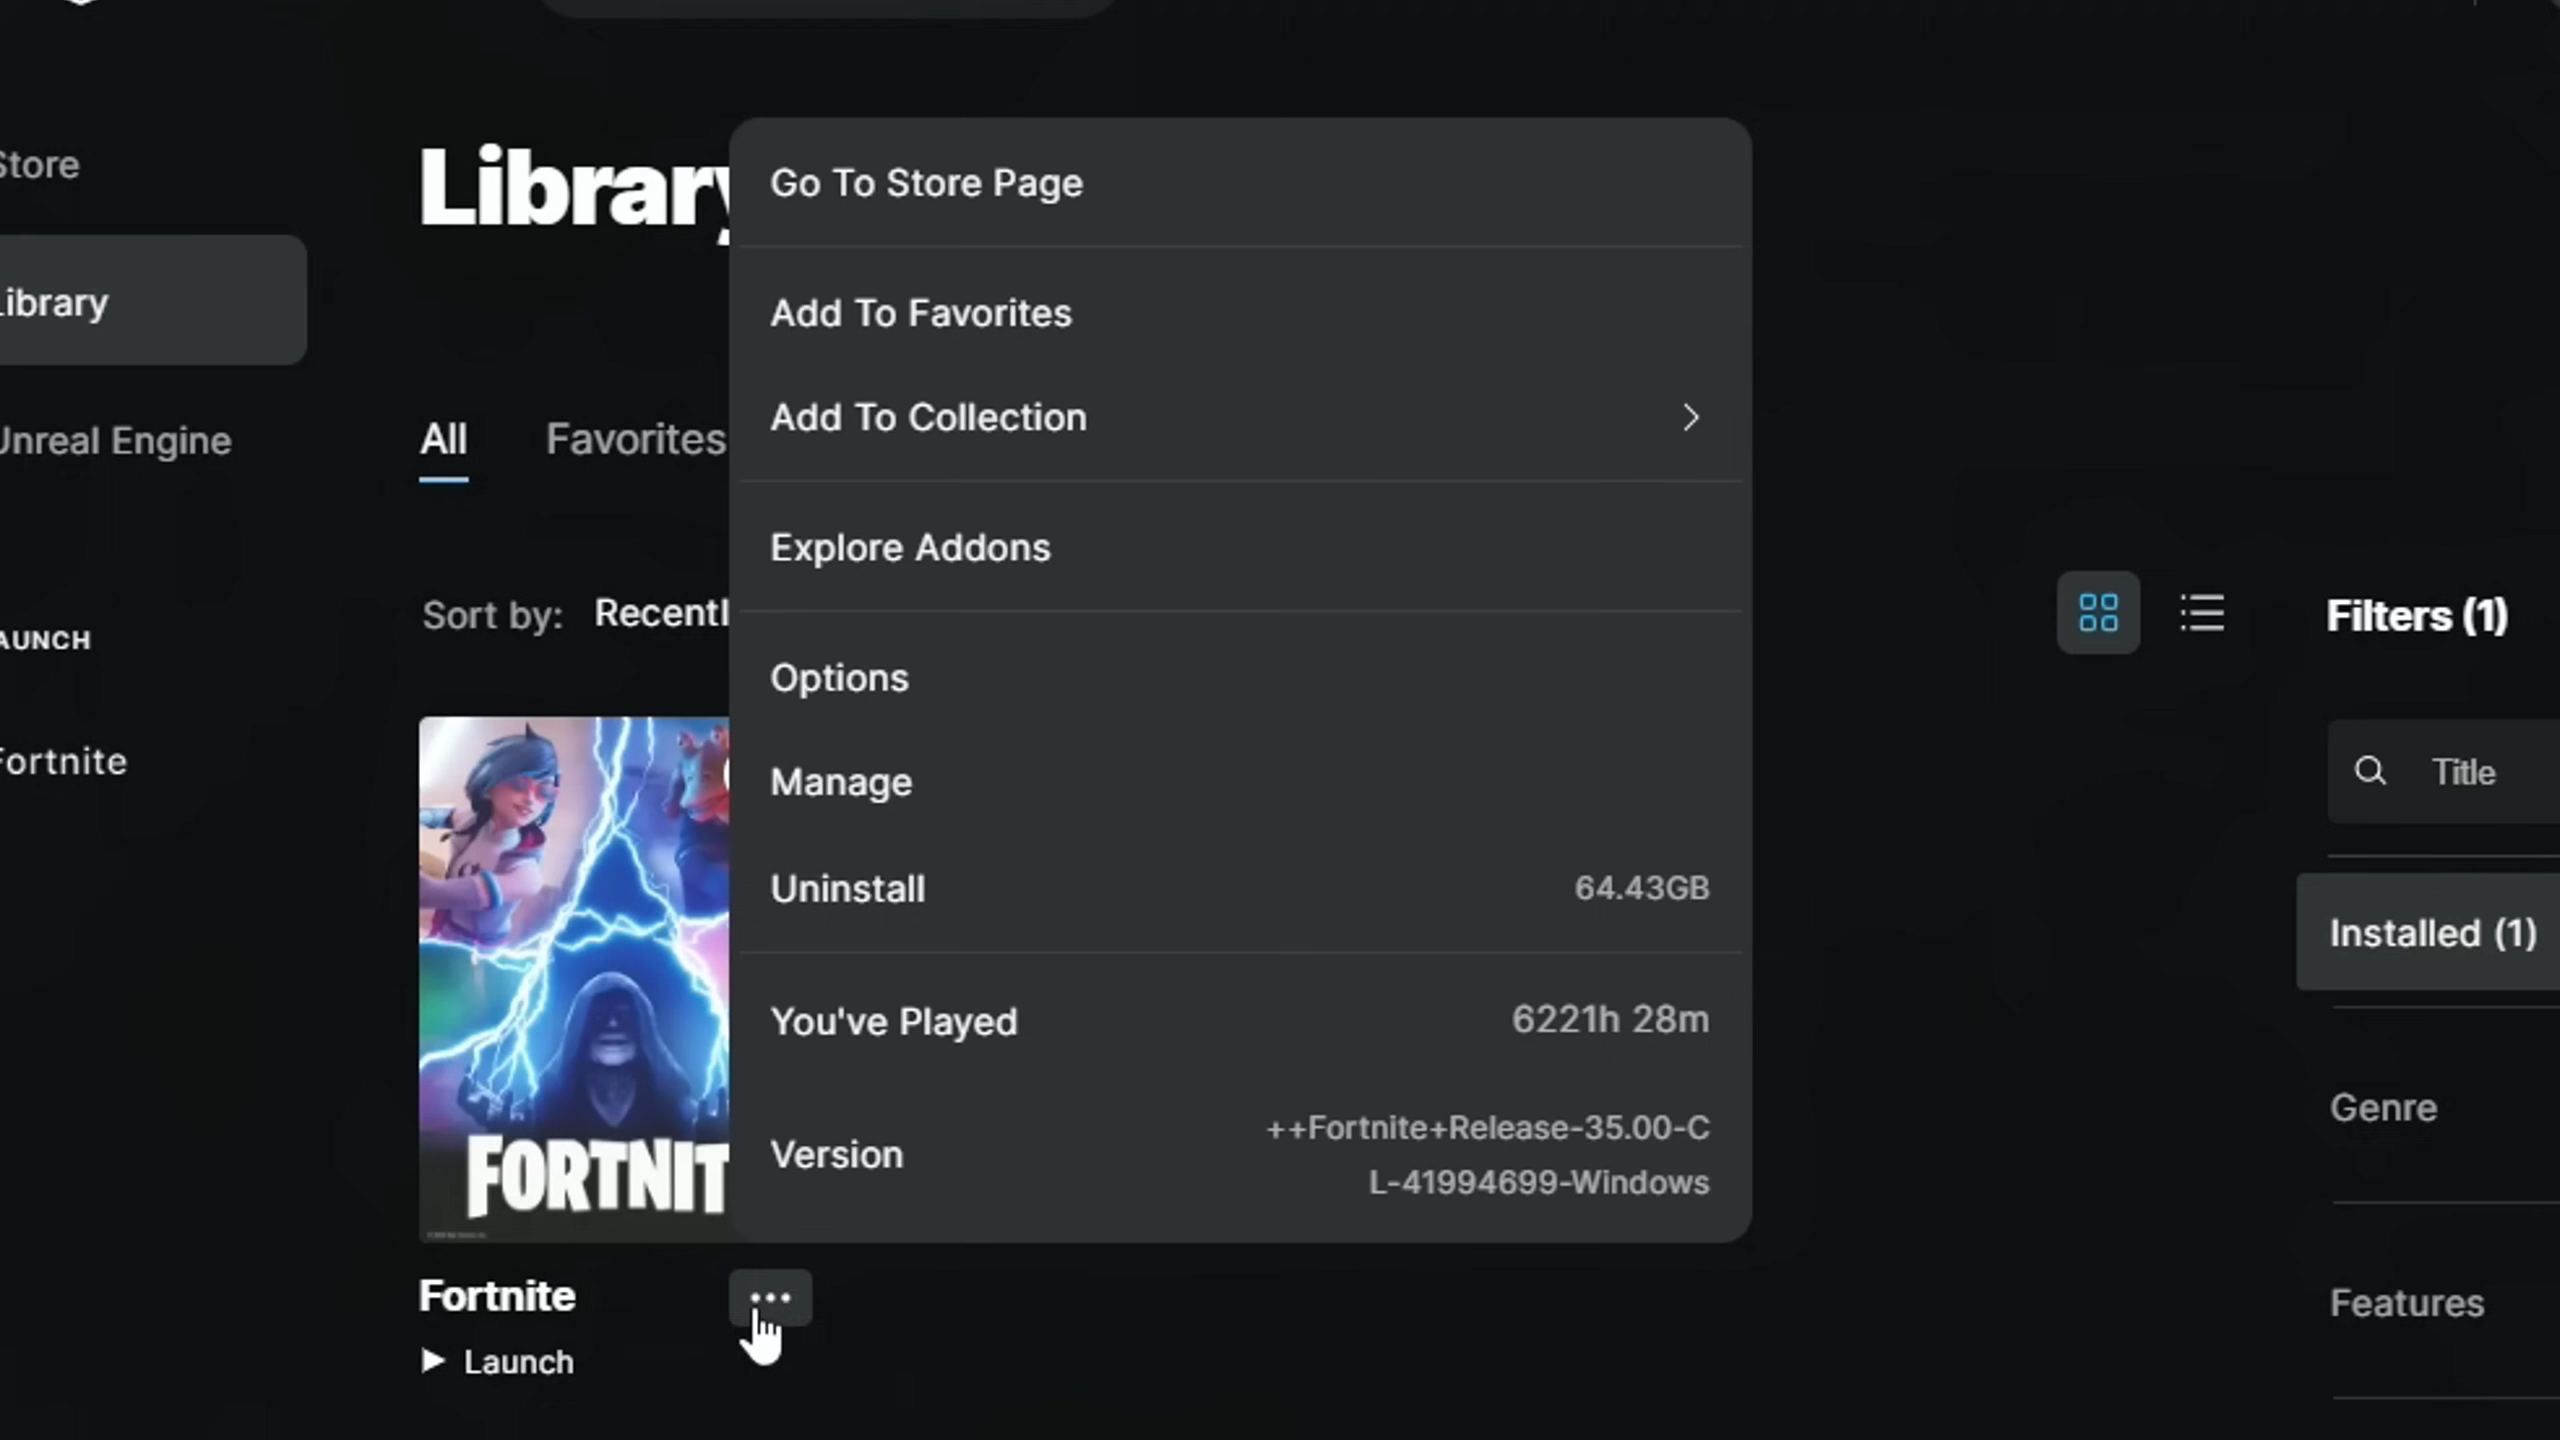 Store
Library
Unreal Engine
LAUNCH
Fortnite
Library
All Favorites
Sort by: Recentl
FORTNIT
Fortnite
Launch
Go To Store Page
Add To Favorites
Add To Collection
Explore Addons
Options
Manage
Uninstall 64.43GB
You've Played 6221h 28m
Version ++Fortnite+Release-35.00-C
L-41994699-Windows
Filters (1)
Title
Installed (1)
Genre
Features